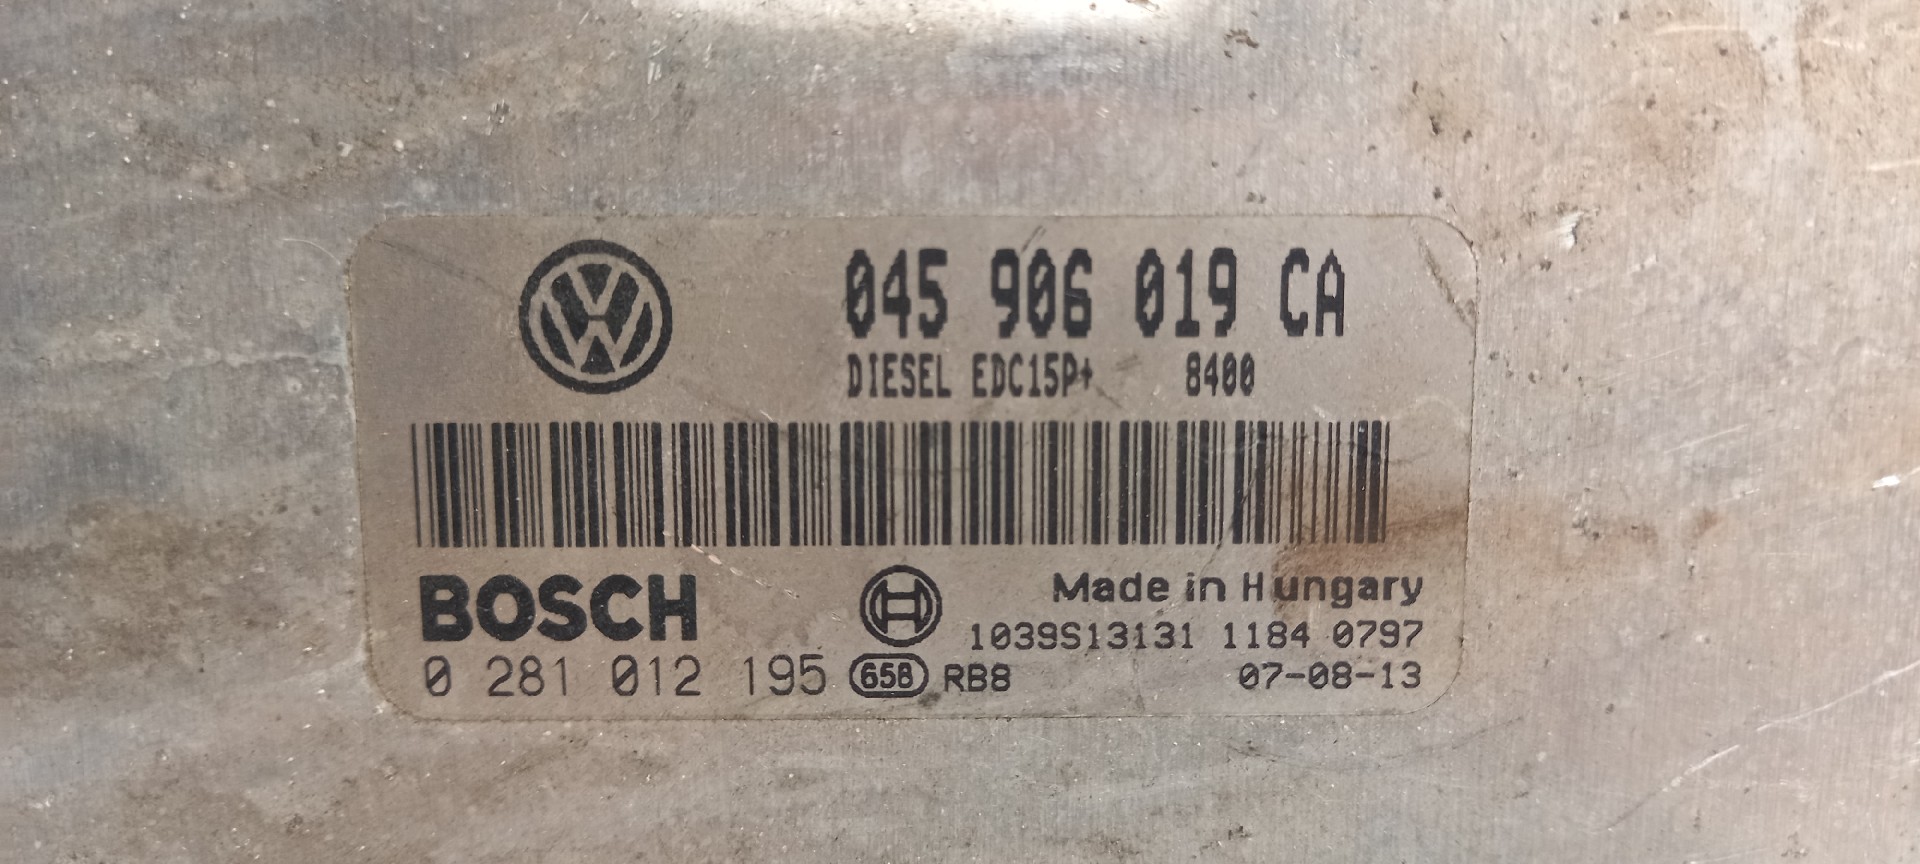 045 906 019 CA
DIESEL EDC15P+ 8400
BOSCH
Made in Hungary
1039S13131 1184 0797
0 281 012 195 658 RB8 07-08-13